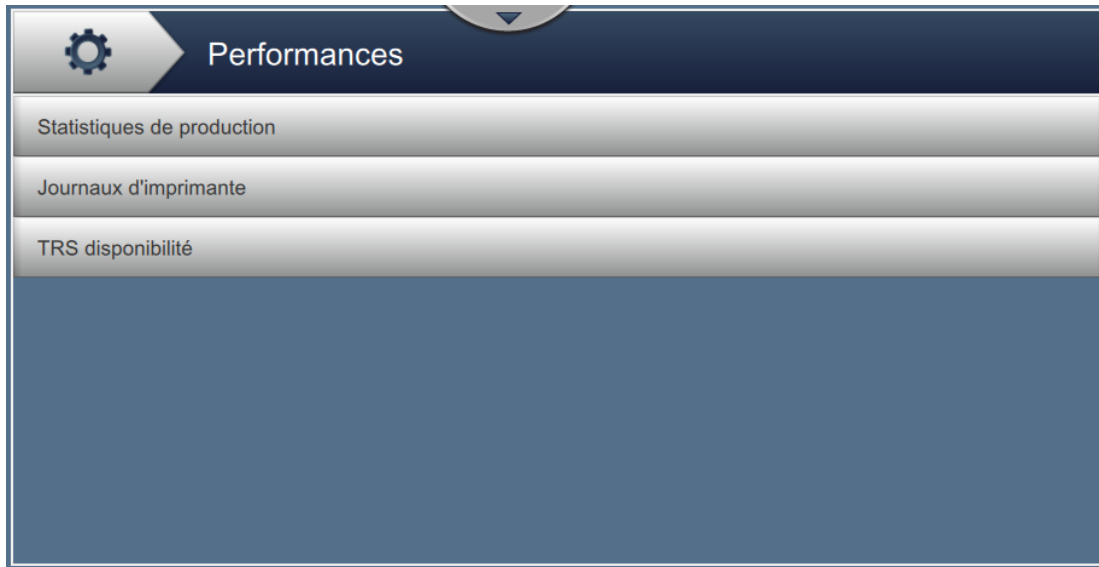 Performances
Statistiques de production
Journaux d'imprimante
TRS disponibilité